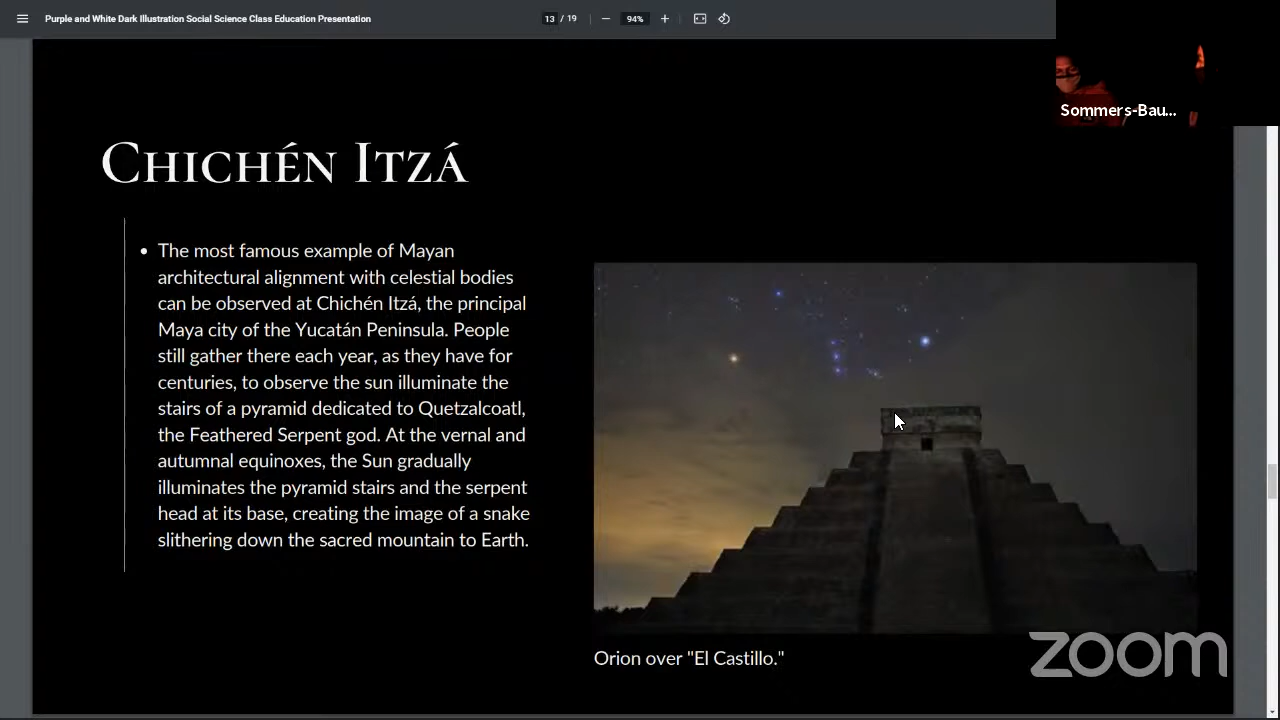 Purple and White Dark Illustration Social Science Class Education Presentation
13 / 19
94%
Sommers-Bau...
CHICHÉN ITZÁ
• The most famous example of Mayan
architectural alignment with celestial bodies
can be observed at Chichén Itzá, the principal
Maya city of the Yucatán Peninsula. People
still gather there each year, as they have for
centuries, to observe the sun illuminate the
stairs of a pyramid dedicated to Quetzalcoatl,
the Feathered Serpent god. At the vernal and
autumnal equinoxes, the Sun gradually
illuminates the pyramid stairs and the serpent
head at its base, creating the image of a snake
slithering down the sacred mountain to Earth.
Orion over "El Castillo."
zoom